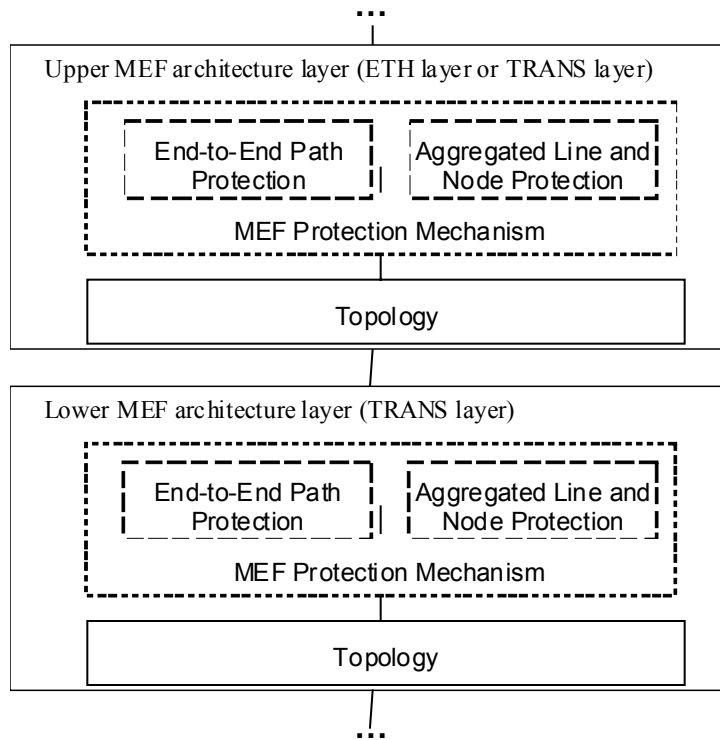 ...
Upper MEF architecture layer (ETH layer or TRANS layer)
End-to-End Path
Protection
Aggregated Line and
Node Protection
MEF Protection Mechanism
Topology
Lower MEF architecture layer (TRANS layer)
End-to-End Path
Protection
Aggregated Line and
Node Protection
MEF Protection Mechanism
Topology
...